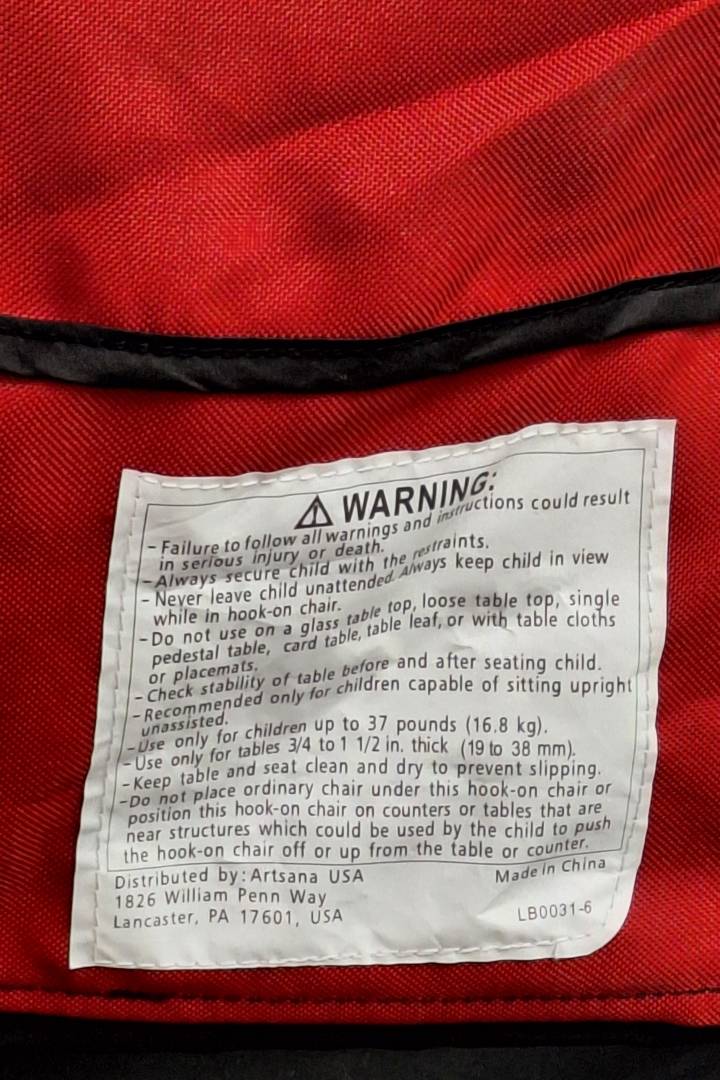 ⚠ WARNING:
- Failure to follow all warnings and instructions could result
in serious injury or death.
- Always secure child with the restraints.
- Never leave child unattended. Always keep child in view
while in hook-on chair.
- Do not use on a glass table top, loose table top, single
pedestal table, card table, table leaf, or with table cloths
or placemats.
- Check stability of table before and after seating child.
- Recommended only for children capable of sitting upright
unassisted.
- Use only for children up to 37 pounds (16.8 kg).
- Use only for tables 3/4 to 1 1/2 in. thick (19 to 38 mm).
- Keep table and seat clean and dry to prevent slipping.
- Do not place ordinary chair under this hook-on chair or
position this hook-on chair on counters or tables that are
near structures which could be used by the child to push
the hook-on chair off or up from the table or counter.
Distributed by: Artsana USA
1826 William Penn Way
Lancaster, PA 17601, USA
Made in China
LB0031-6